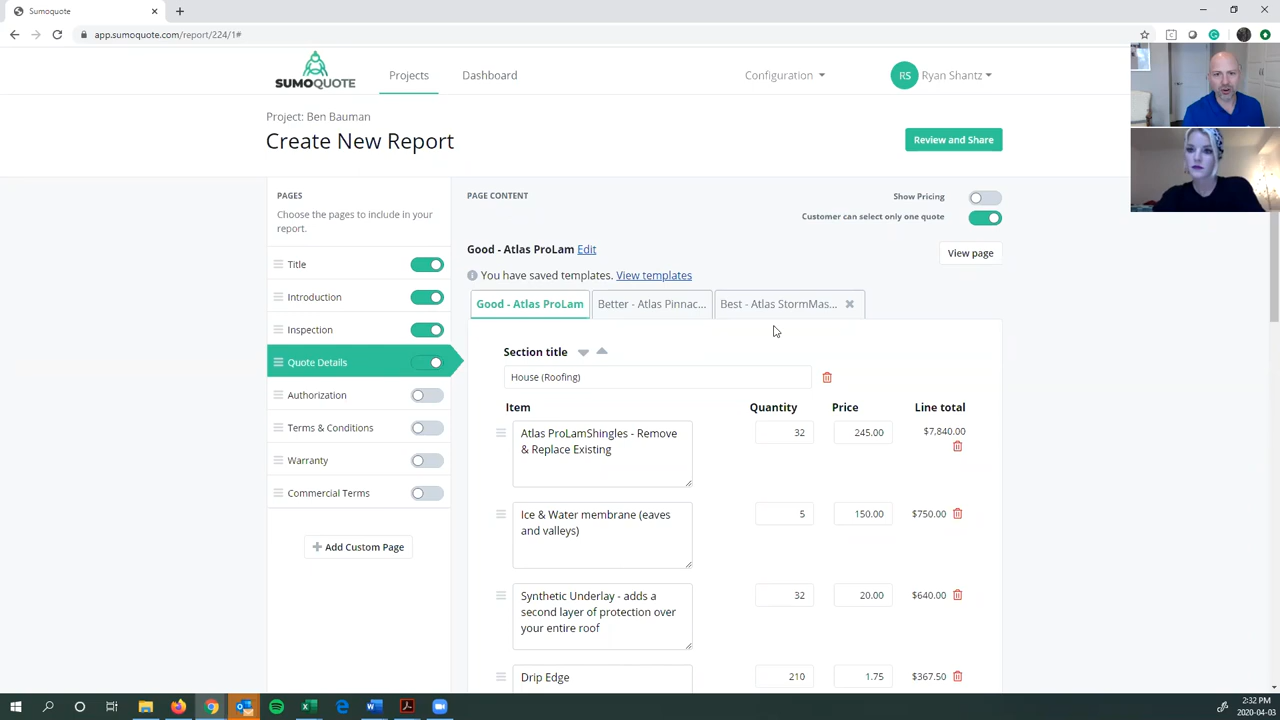 Sumoquote
app.sumoquote.com/report/224/1#
SUMOQUOTE
Projects
Dashboard
Configuration
RS
Ryan Shantz
Project: Ben Bauman
Create New Report
Review and Share
PAGES
Choose the pages to include in your
report.
Title
Introduction
Inspection
Quote Details
Authorization
Terms & Conditions
Warranty
Commercial Terms
Add Custom Page
PAGE CONTENT
Show Pricing
Customer can select only one quote
Good - Atlas ProLam Edit
View page
You have saved templates. View templates
Good - Atlas ProLam
Better - Atlas Pinnac...
Best - Atlas StormMas...
Section title
House (Roofing)
Item Quantity Price Line total
Atlas ProLamShingles - Remove
& Replace Existing
32 245.00 $7,840.00
Ice & Water membrane (eaves
and valleys)
5 150.00 $750.00
Synthetic Underlay - adds a
second layer of protection over
your entire roof
32 20.00 $640.00
Drip Edge
210 1.75 $367.50
2:32 PM
2020-04-03